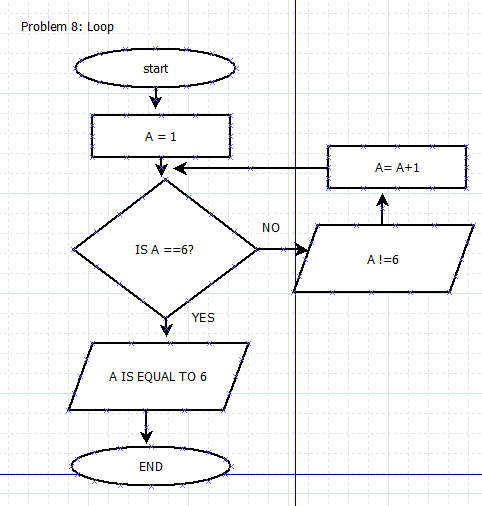 Problem 8: Loop
start
A = 1
A= A+1
IS A ==6?
NO
A !=6
YES
A IS EQUAL TO 6
END